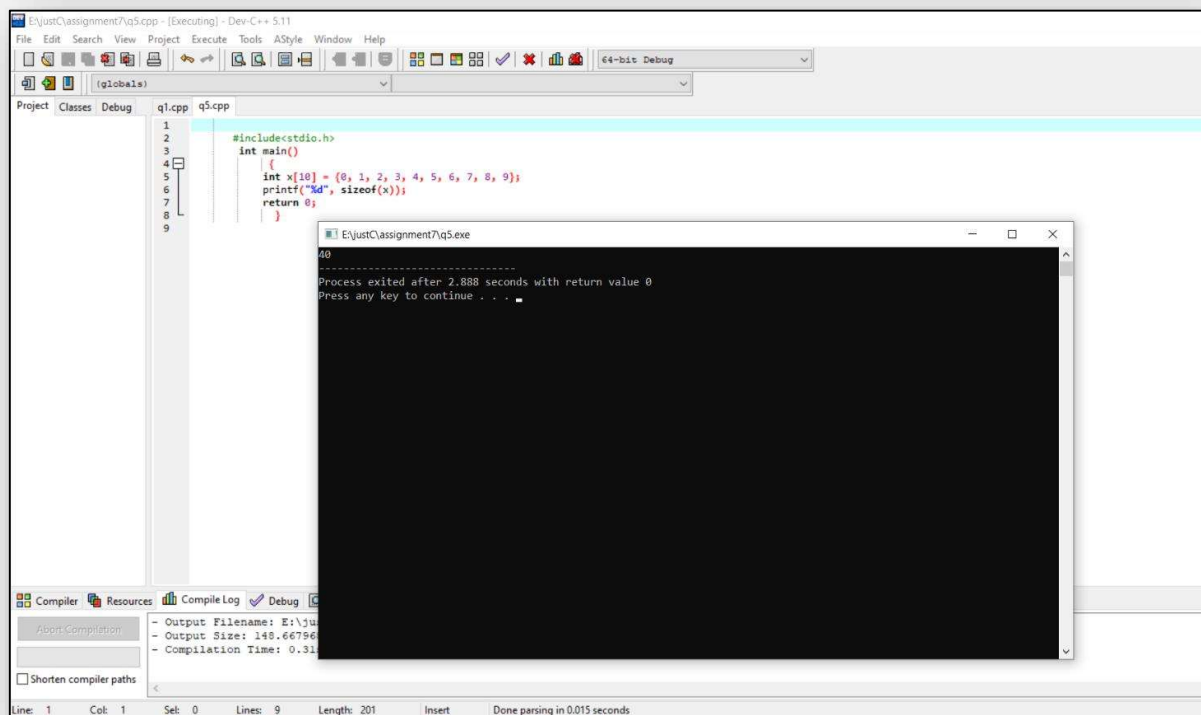 E:\justC\assignment7\q5.cpp - [Executing] - Dev-C++ 5.11
File Edit Search View Project Execute Tools AStyle Window Help
64-bit Debug
(globals)
Project Classes Debug q1.cpp q5.cpp
1
2 #include<stdio.h>
3 int main()
4 {
5 int x[10] = {0, 1, 2, 3, 4, 5, 6, 7, 8, 9};
6 printf("%d", sizeof(x));
7 return 0;
8 }
9
E:\justC\assignment7\q5.exe
40
--------------------------------
Process exited after 2.888 seconds with return value 0
Press any key to continue . . .
Compiler Resources Compile Log Debug
Abort Compilation
Shorten compiler paths
- Output Filename: E:\ju
- Output Size: 148.66796
- Compilation Time: 0.31
Line: 1 Col: 1 Sel: 0 Lines: 9 Length: 201 Insert Done parsing in 0.015 seconds